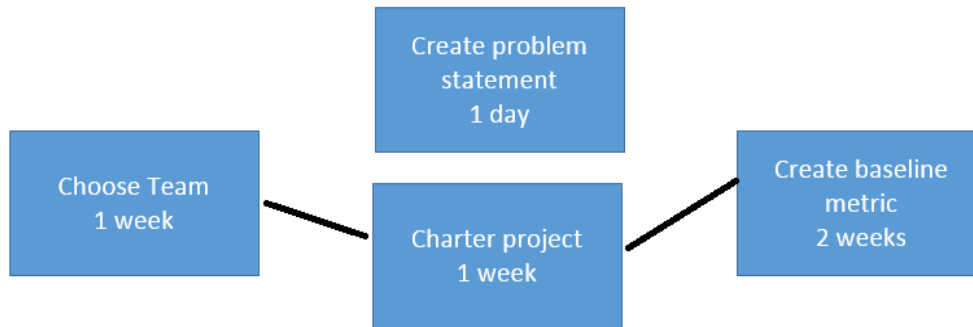 Create problem
statement
1 day
Choose Team
1 week
Charter project
1 week
Create baseline
metric
2 weeks